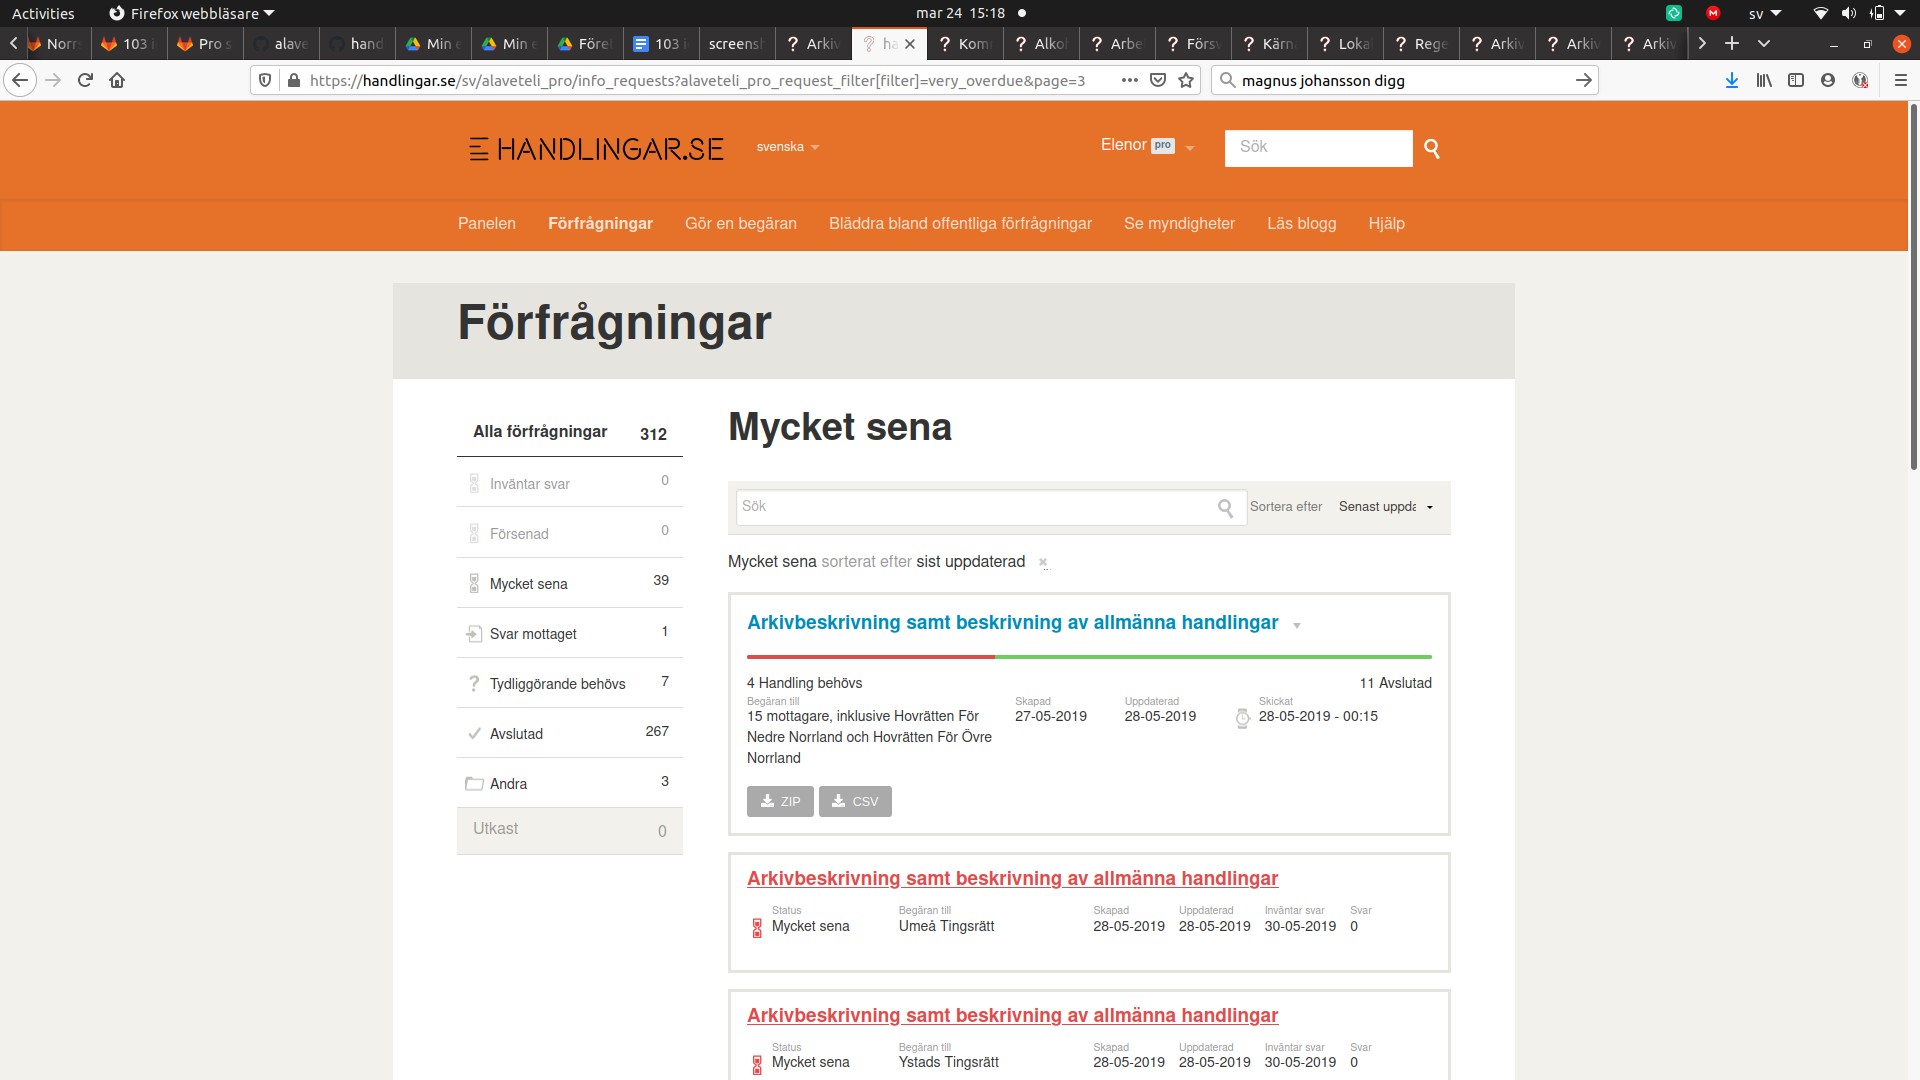 Activities
Firefox webbläsare
mar 24 15:18
sv
Norr
103 i
Pro s
alave
hand
Min e
Min e
Före
103 i
screensh
Arkiv
ha
Kom
Alko
Arbe
Förs
Kärn
Loka
Rege
Arkiv
Arkiv
Arkiv
https://handlingar.se/sv/alaveteli_pro/info_requests?alaveteli_pro_request_filter[filter]=very_overdue&page=3
magnus johansson digg
HANDLINGAR.SE
svenska
Elenor pro
Sök
Panelen
Förfrågningar
Gör en begäran
Bläddra bland offentliga förfrågningar
Se myndigheter
Läs blogg
Hjälp
Förfrågningar
Alla förfrågningar 312
Inväntar svar 0
Försenad 0
Mycket sena 39
Svar mottaget 1
Tydliggörande behövs 7
Avslutad 267
Andra 3
Utkast 0
Mycket sena
Sök
Sortera efter
Senast uppda
Mycket sena sorterat efter sist uppdaterad
Arkivbeskrivning samt beskrivning av allmänna handlingar
4 Handling behövs 11 Avslutad
Begäran till Skapad Uppdaterad Skickat
15 mottagare, inklusive Hovrätten För 27-05-2019 28-05-2019 28-05-2019 - 00:15
Nedre Norrland och Hovrätten För Övre
Norrland
ZIP
CSV
Arkivbeskrivning samt beskrivning av allmänna handlingar
Status Begäran till Skapad Uppdaterad Inväntar svar Svar
Mycket sena Umeå Tingsrätt 28-05-2019 28-05-2019 30-05-2019 0
Arkivbeskrivning samt beskrivning av allmänna handlingar
Status Begäran till Skapad Uppdaterad Inväntar svar Svar
Mycket sena Ystads Tingsrätt 28-05-2019 28-05-2019 30-05-2019 0